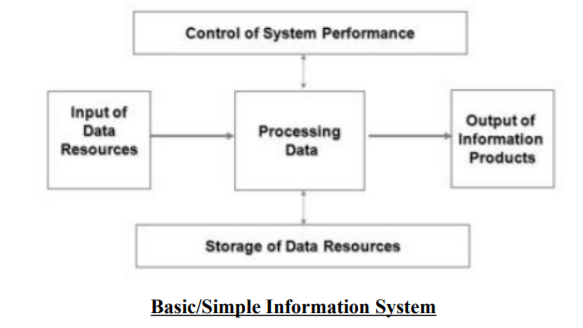 Control of System Performance
Input of
Data
Resources
Processing
Data
Output of
Information
Products
Storage of Data Resources
Basic/Simple Information System